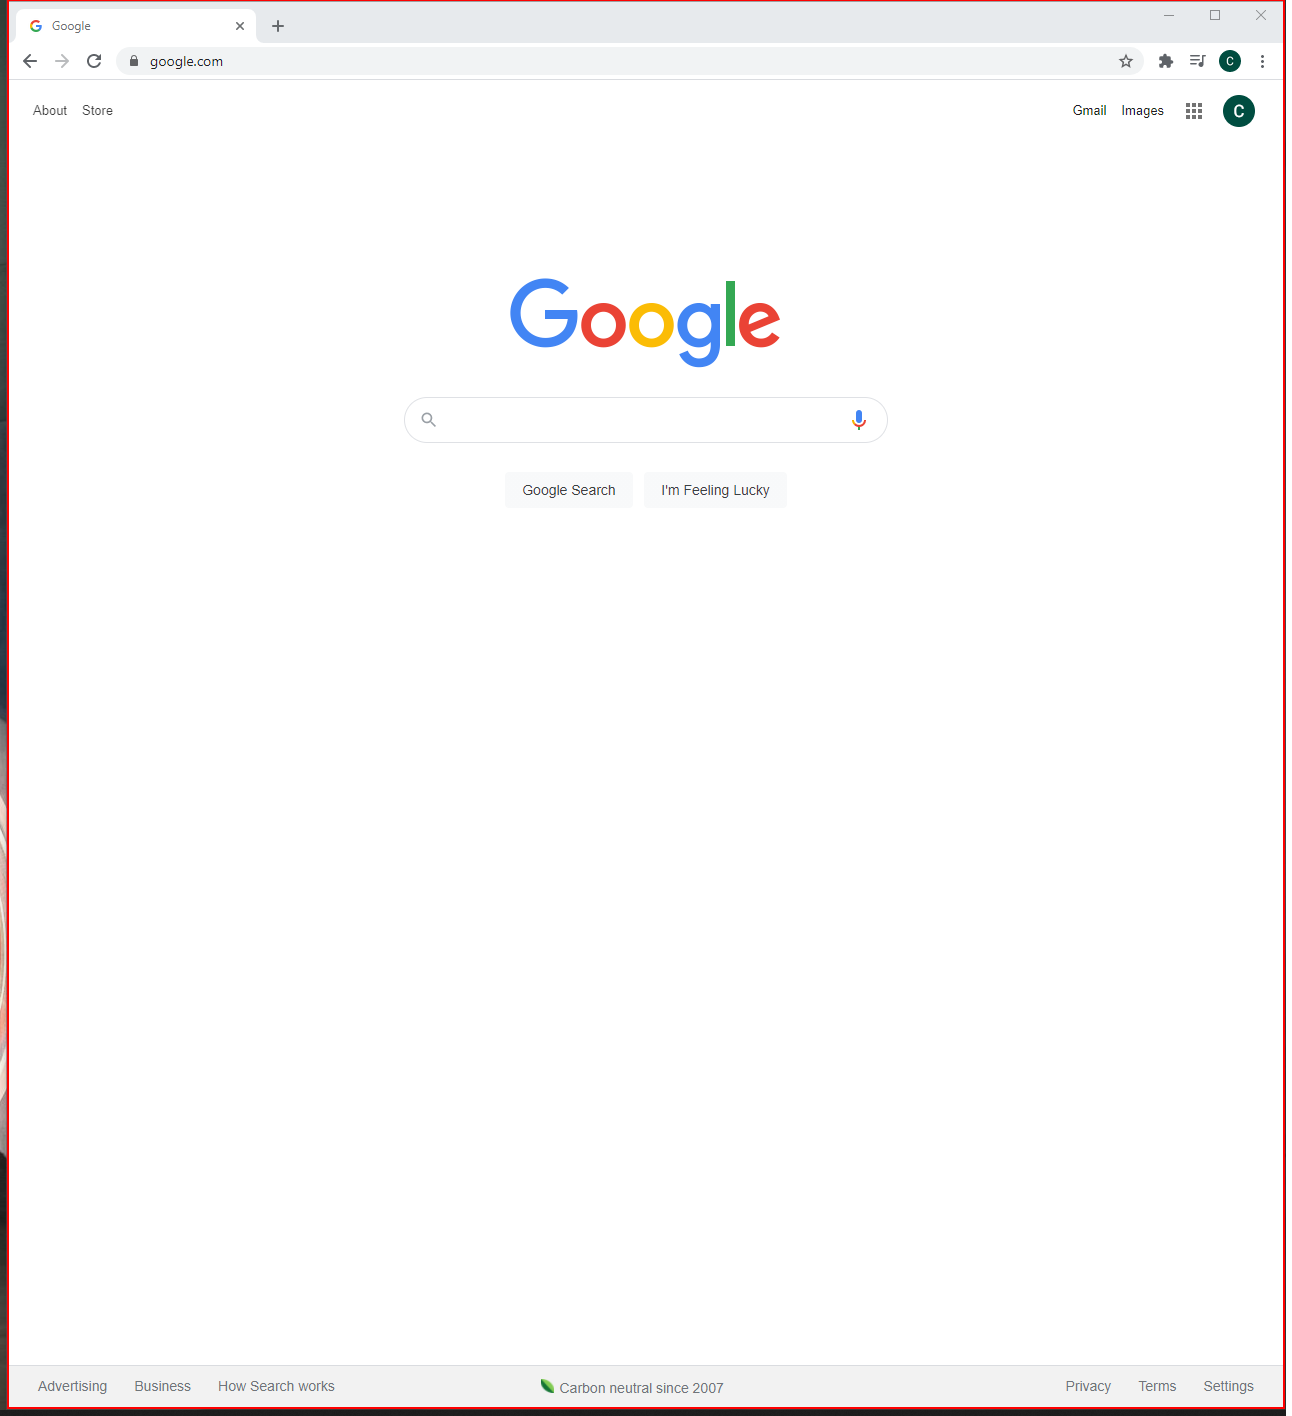 Google
google.com
C
About Store
Gmail Images
C
Google
Google Search I'm Feeling Lucky
Advertising Business How Search works
Carbon neutral since 2007
Privacy Terms Settings